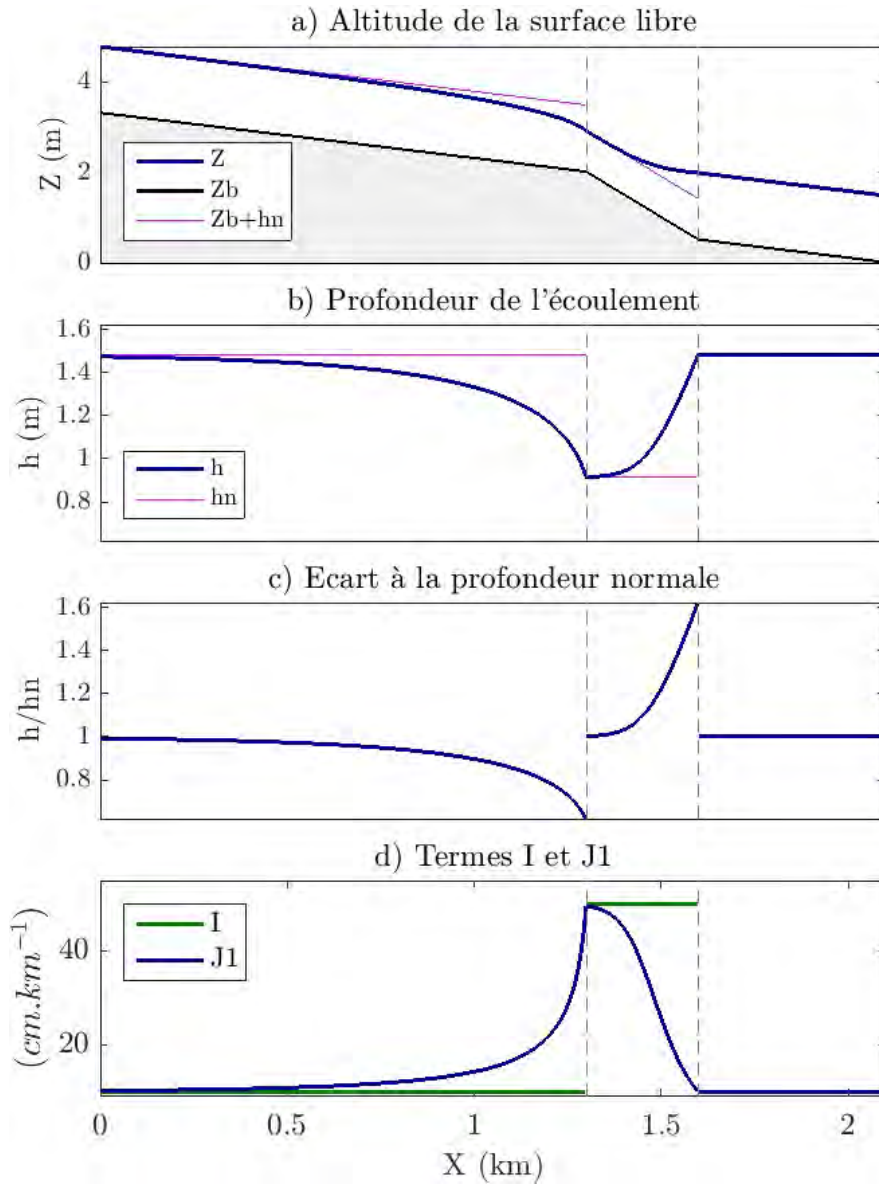 a) Altitude de la surface libre
4
2
0
Z (m)
Z
Zb
Zb+hn
b) Profondeur de l'écoulement
1.6
1.4
1.2
1
0.8
h (m)
h
hn
c) Ecart à la profondeur normale
1.6
1.4
1.2
1
0.8
h/hn
d) Termes I et J1
40
20
(cm.km⁻¹)
I
J1
0
0.5
1
1.5
2
X (km)